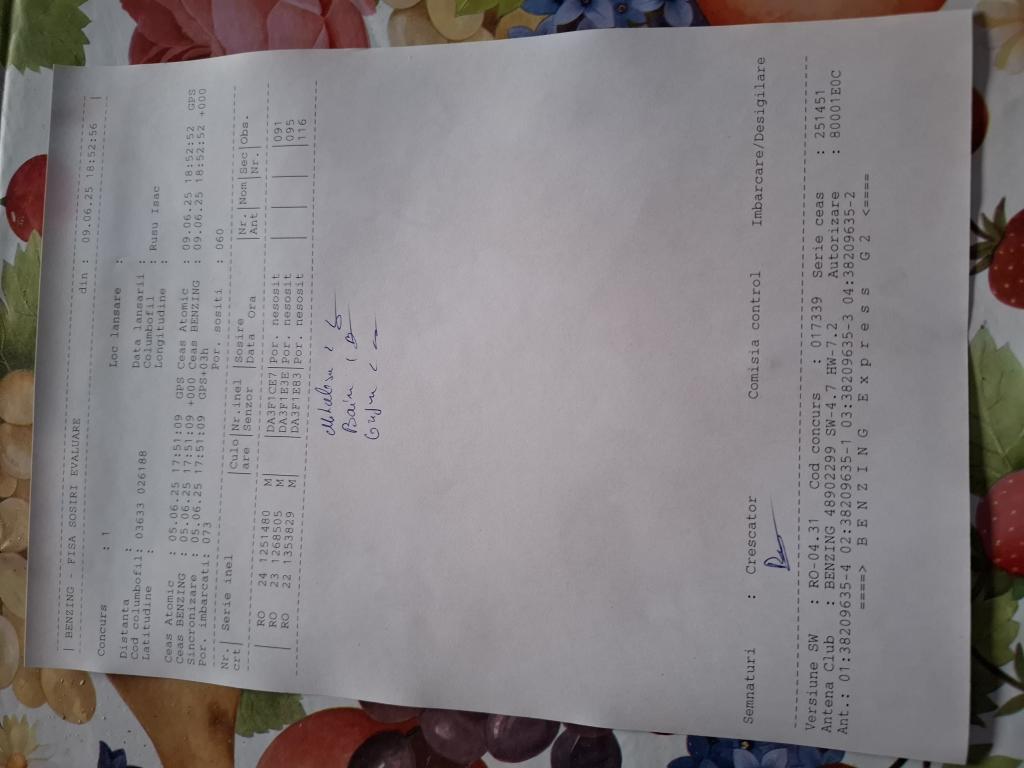 | BENZING - FISA SOSIRI EVALUARE din : 09.06.25 18:52:56 |
Concurs : 1 Loc lansare :
Distanta : Data lansarii :
Cod columbofil: 03633 026188 Columbofil : Rusu Isac
Latitudine : Longitudine :
Ceas Atomic : 05.06.25 17:51:09 GPS Ceas Atomic : 09.06.25 18:52:52 GPS
Ceas BENZING : 05.06.25 17:51:09 +000 Ceas BENZING : 09.06.25 18:52:52 +000
Sincronizare : 05.06.25 17:51:09 GPS+03h
Por. imbarcati: 073 Por. sositi : 060
Nr.| Serie inel |Culo|Nr.inel |Sosire |Nr.|Nom|Sec|Obs.
crt| |are |Senzor |Data Ora |Ant| |Nr.|
| RO 24 1251480 M| |DA3F1CE7|Por. nesosit | | | |091
| RO 23 1268505 M| |DA3F1E3E|Por. nesosit | | | |095
| RO 22 1353829 M| |DA3F1E83|Por. nesosit | | | |116
Semnaturi : Crescator Comisia control Imbarcare/Desigilare
Versiune SW : RO-04.31 Cod concurs : 017339 Serie ceas : 251451
Antena Club : BENZING 48902299 SW-4.7 HW-7.2 Autorizare : 80001E0C
Ant.: 01:38209635-4 02:38209635-1 03:38209635-3 04:38209635-2
====> B E N Z I N G E x p r e s s G 2 <====